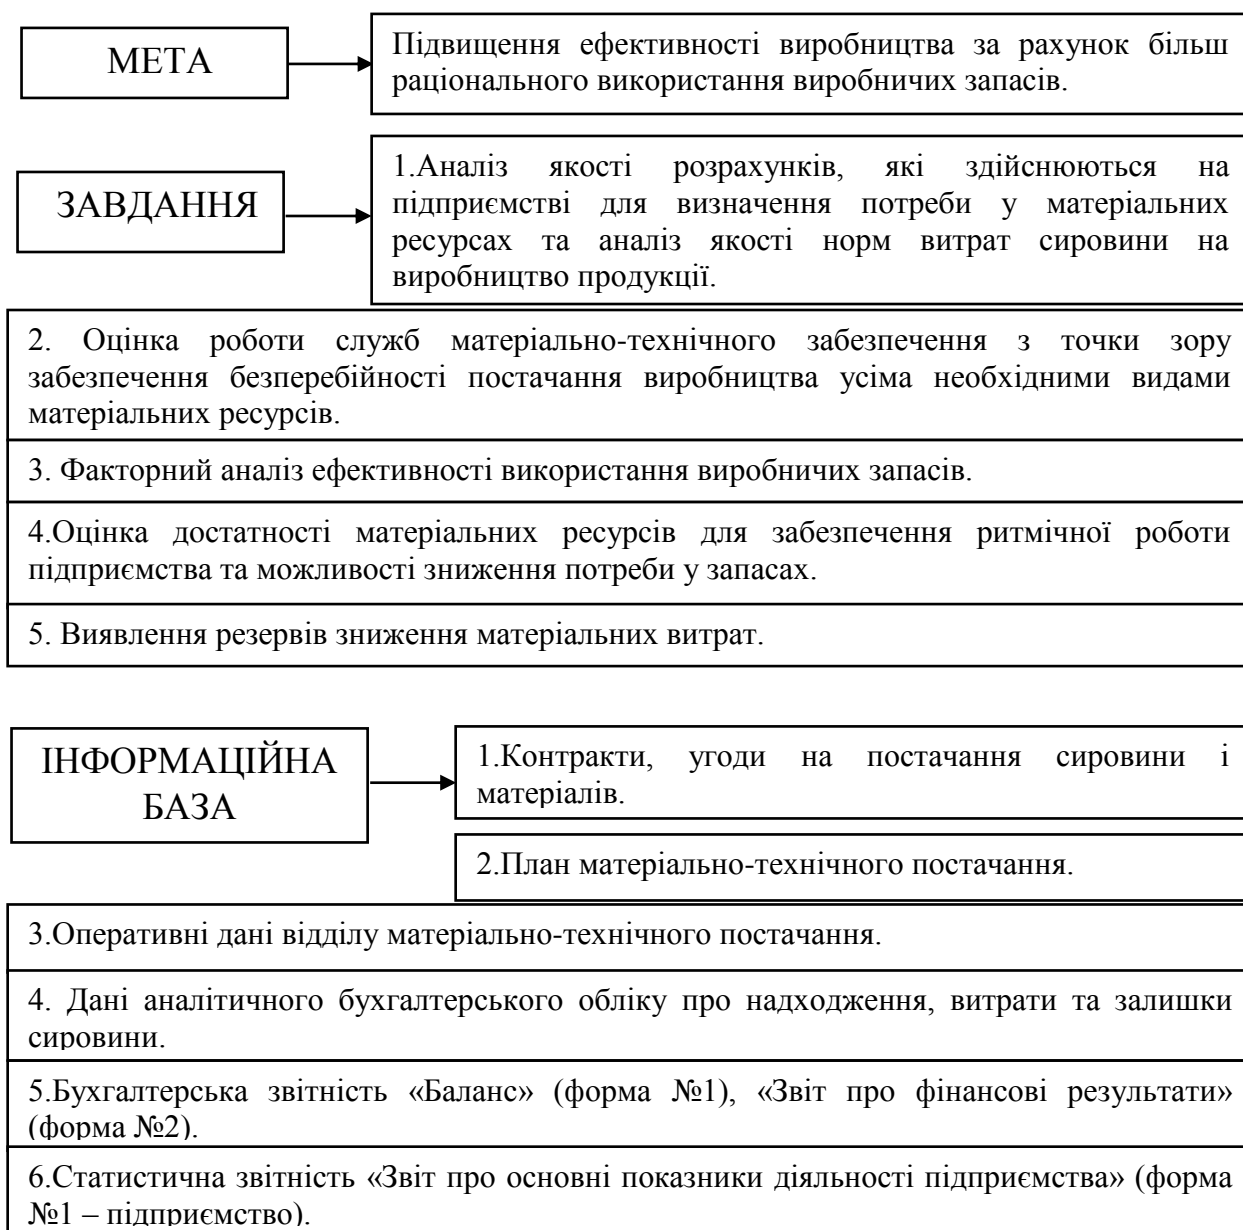 МЕТА
Підвищення ефективності виробництва за рахунок більш
раціонального використання виробничих запасів.
ЗАВДАННЯ
1.Аналіз якості розрахунків, які здійснюються на
підприємстві для визначення потреби у матеріальних
ресурсах та аналіз якості норм витрат сировини на
виробництво продукції.
2. Оцінка роботи служб матеріально-технічного забезпечення з точки зору
забезпечення безперебійності постачання виробництва усіма необхідними видами
матеріальних ресурсів.
3. Факторний аналіз ефективності використання виробничих запасів.
4.Оцінка достатності матеріальних ресурсів для забезпечення ритмічної роботи
підприємства та можливості зниження потреби у запасах.
5. Виявлення резервів зниження матеріальних витрат.
ІНФОРМАЦІЙНА
БАЗА
1.Контракти, угоди на постачання сировини і
матеріалів.
2.План матеріально-технічного постачання.
3.Оперативні дані відділу матеріально-технічного постачання.
4. Дані аналітичного бухгалтерського обліку про надходження, витрати та залишки
сировини.
5.Бухгалтерська звітність «Баланс» (форма №1), «Звіт про фінансові результати»
(форма №2).
6.Статистична звітність «Звіт про основні показники діяльності підприємства» (форма
№1 – підприємство).